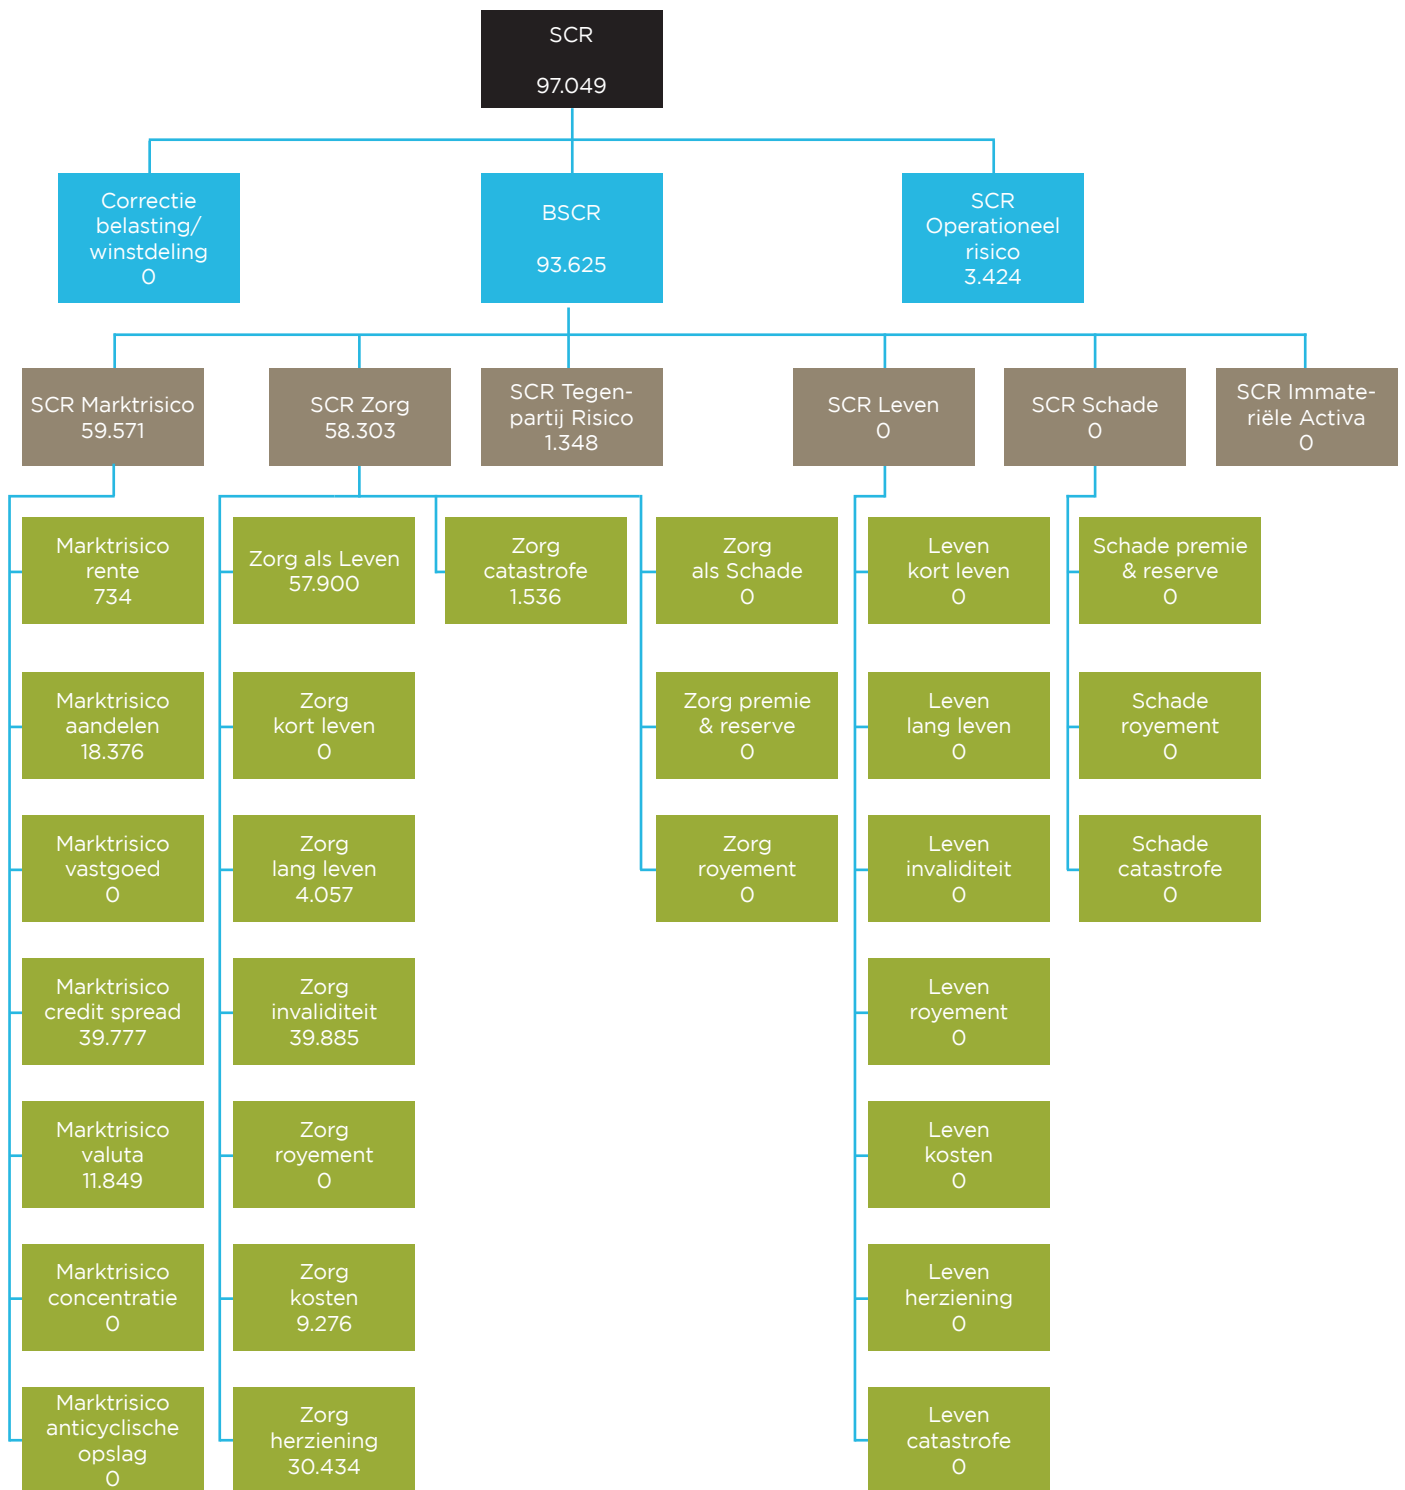 SCR
97.049
Correctie
belasting/
winstdeling
0
BSCR
93.625
SCR
Operationeel
risico
3.424
SCR Marktrisico
59.571
SCR Zorg
58.303
SCR Tegen-
partij Risico
1.348
SCR Leven
0
SCR Schade
0
SCR Immate-
riële Activa
0
Marktrisico
rente
734
Zorg als Leven
57.900
Zorg
catastrofe
1.536
Zorg
als Schade
0
Leven
kort leven
0
Schade premie
& reserve
0
Marktrisico
aandelen
18.376
Zorg
kort leven
0
Zorg premie
& reserve
0
Leven
lang leven
0
Schade
royement
0
Marktrisico
vastgoed
0
Zorg
lang leven
4.057
Zorg
royement
0
Leven
invaliditeit
0
Schade
catastrofe
0
Marktrisico
credit spread
39.777
Zorg
invaliditeit
39.885
Leven
royement
0
Marktrisico
valuta
11.849
Zorg
royement
0
Leven
kosten
0
Marktrisico
concentratie
0
Zorg
kosten
9.276
Leven
herziening
0
Marktrisico
anticyclische
opslag
0
Zorg
herziening
30.434
Leven
catastrofe
0